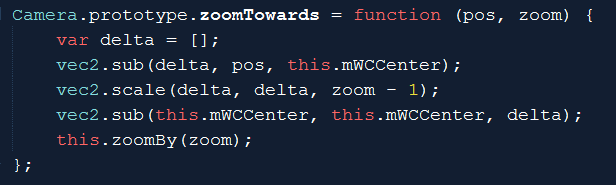 Camera.prototype.zoomTowards = function (pos, zoom) {
    var delta = [];
    vec2.sub(delta, pos, this.mWCCenter);
    vec2.scale(delta, delta, zoom - 1);
    vec2.sub(this.mWCCenter, this.mWCCenter, delta);
    this.zoomBy(zoom);
};